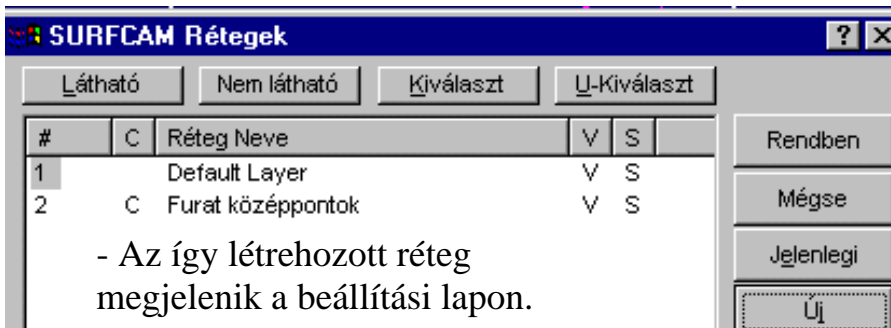 SURFCAM Rétegek
Látható Nem látható Kiválaszt U-Kiválaszt
# C Réteg Neve V S
Rendben
1 Default Layer V S
2 C Furat középpontok V S
Mégse
- Az így létrehozott réteg
megjelenik a beállítási lapon.
Jelenlegi
Új